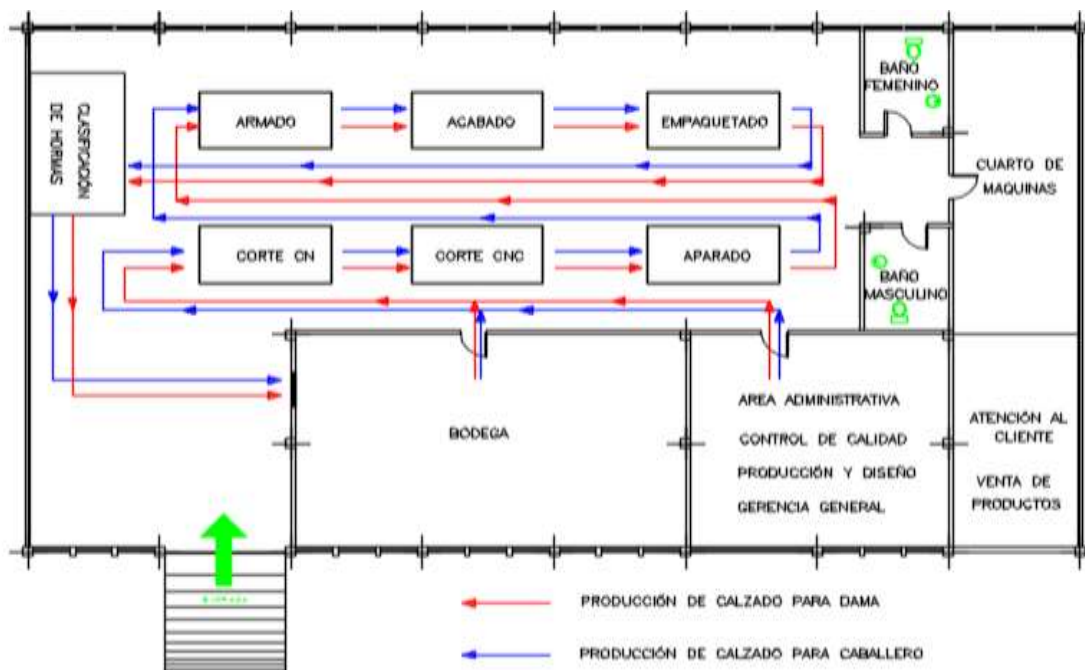 BAÑO
FEMENINO
CLASIFICACIÓN
DE HORMAS
ARMADO
ACABADO
EMPAQUETADO
CUARTO DE
MAQUINAS
CORTE CN
CORTE CNC
APARADO
BAÑO
MASCULINO
BODEGA
AREA ADMINISTRATIVA
CONTROL DE CALIDAD
PRODUCCIÓN Y DISEÑO
GERENCIA GENERAL
ATENCIÓN AL
CLIENTE
VENTA DE
PRODUCTOS
PRODUCCIÓN DE CALZADO PARA DAMA
PRODUCCIÓN DE CALZADO PARA CABALLERO